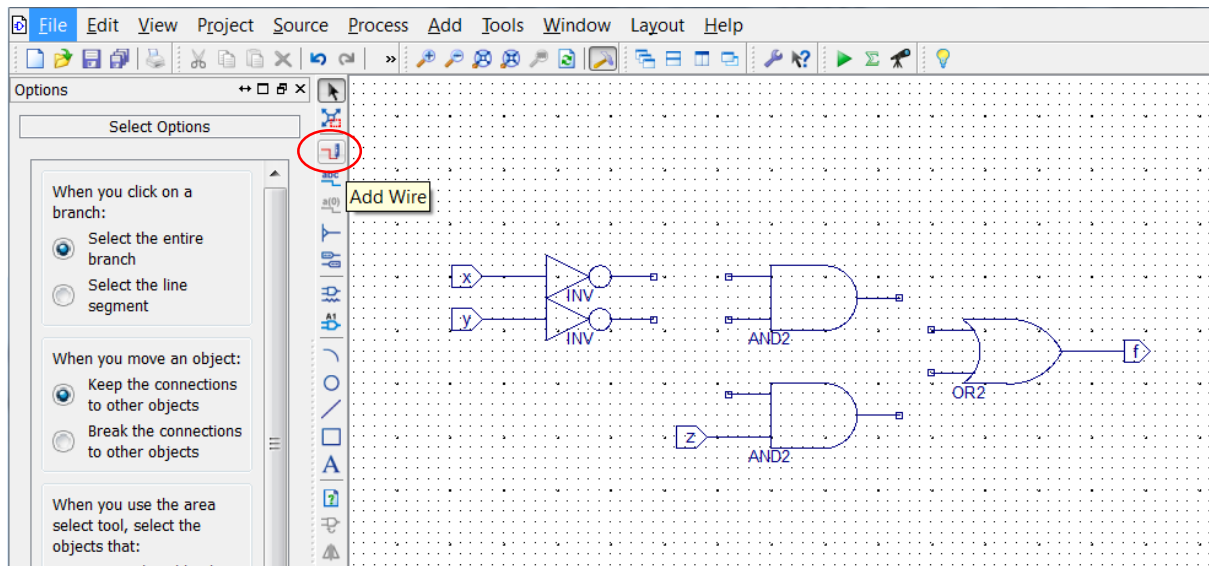 File Edit View Project Source Process Add Tools Window Layout Help
»
Options
Select Options
When you click on a
branch:
Select the entire
branch
Select the line
segment
When you move an object:
Keep the connections
to other objects
Break the connections
to other objects
When you use the area
select tool, select the
objects that:
abc
Add Wire
a(0)
A1
A
x
INV
y
INV
AND2
z
AND2
OR2
f